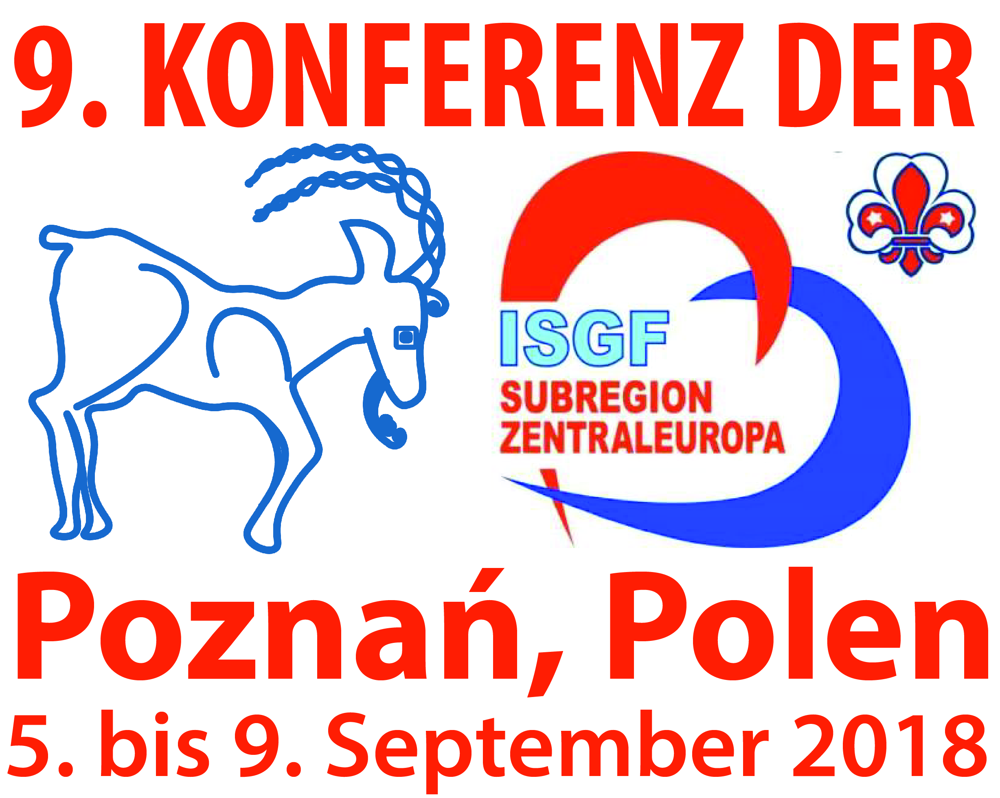 9. KONFERENZ DER
ISGF
SUBREGION
ZENTRALEUROPA
Poznań, Polen
5. bis 9. September 2018